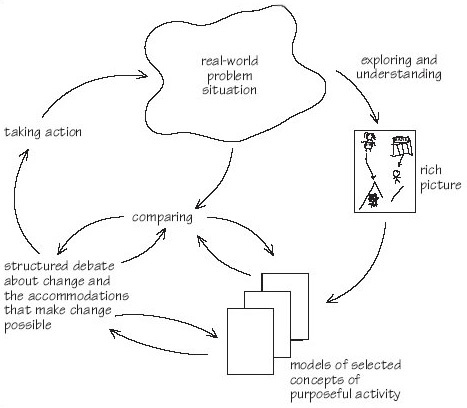 real-world
problem
situation
exploring and
understanding
taking action
rich
picture
comparing
structured debate
about change and
the accommodations
that make change
possible
models of selected
concepts of
purposeful activity